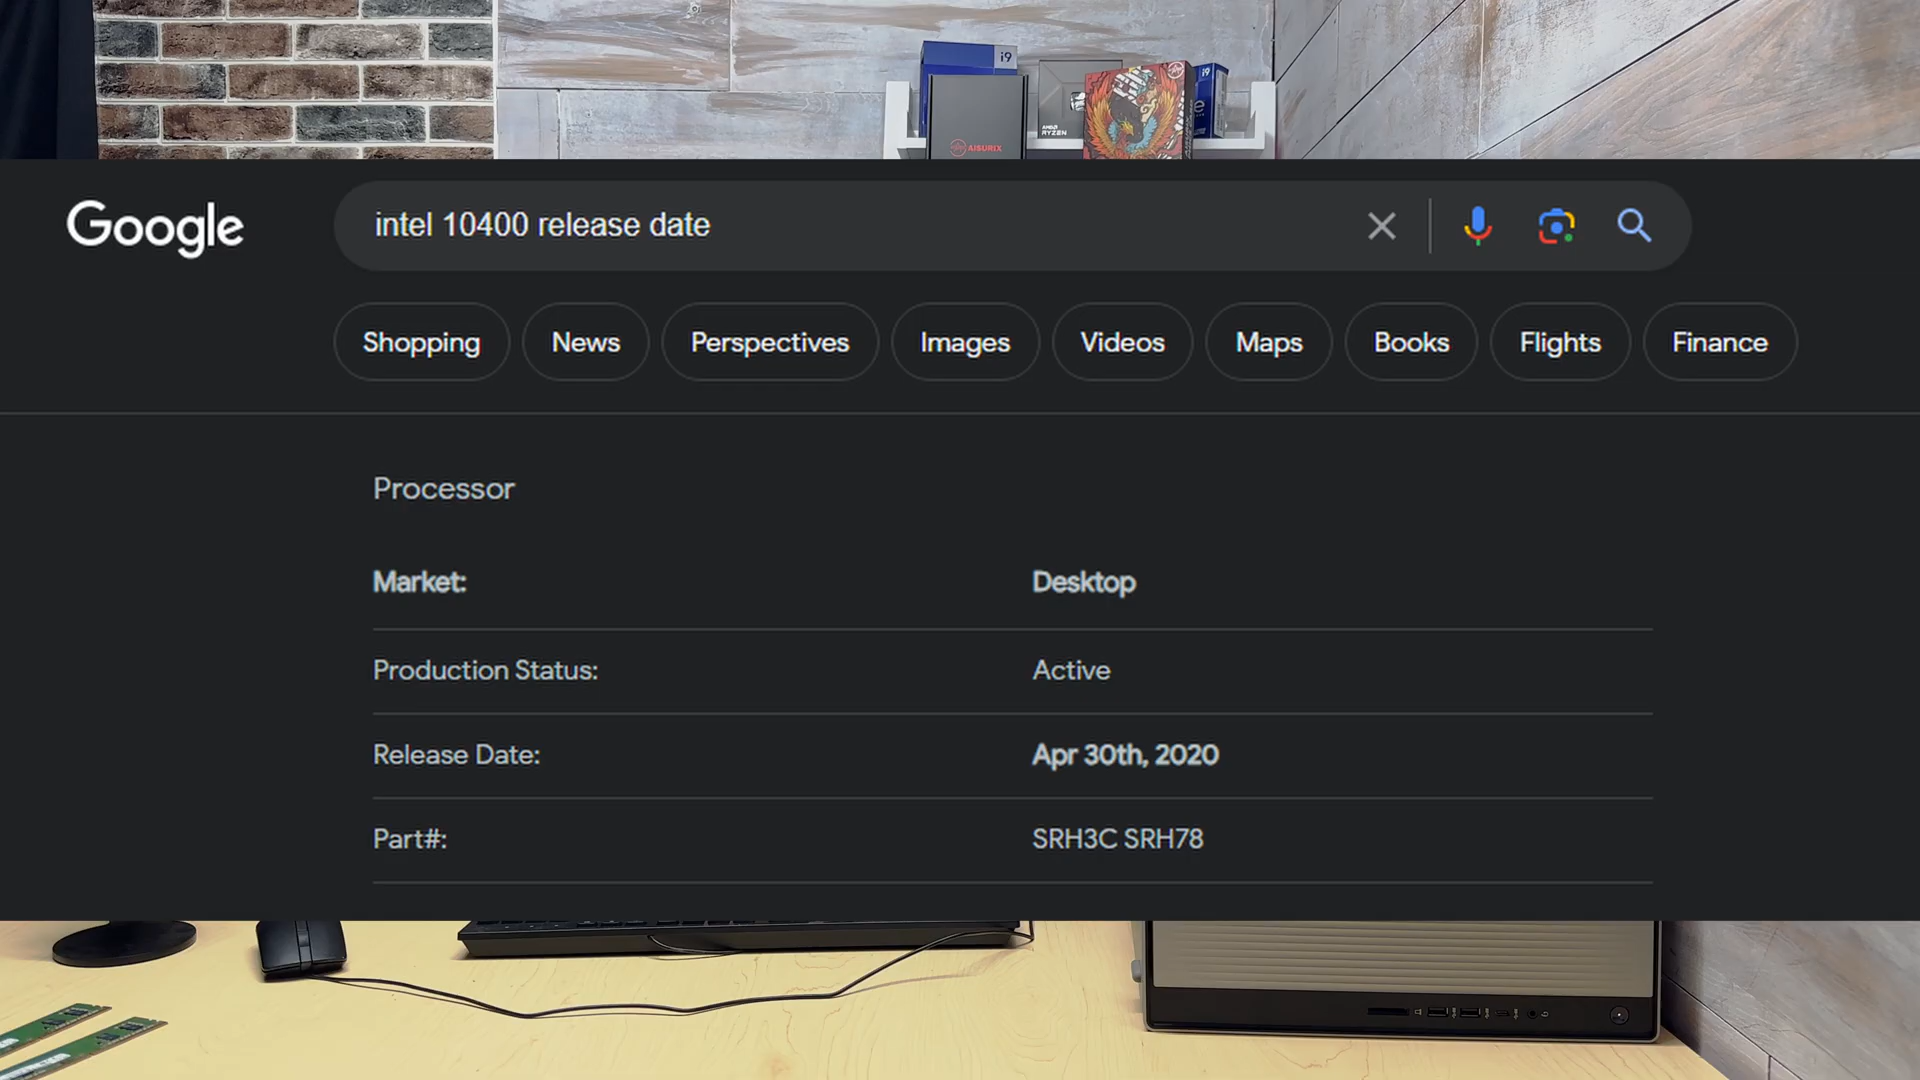 i9
i9
AMD
RYZEN
AISURIX
Google
intel 10400 release date
Shopping
News
Perspectives
Images
Videos
Maps
Books
Flights
Finance
Processor
Market:
Desktop
Production Status:
Active
Release Date:
Apr 30th, 2020
Part#:
SRH3C SRH78